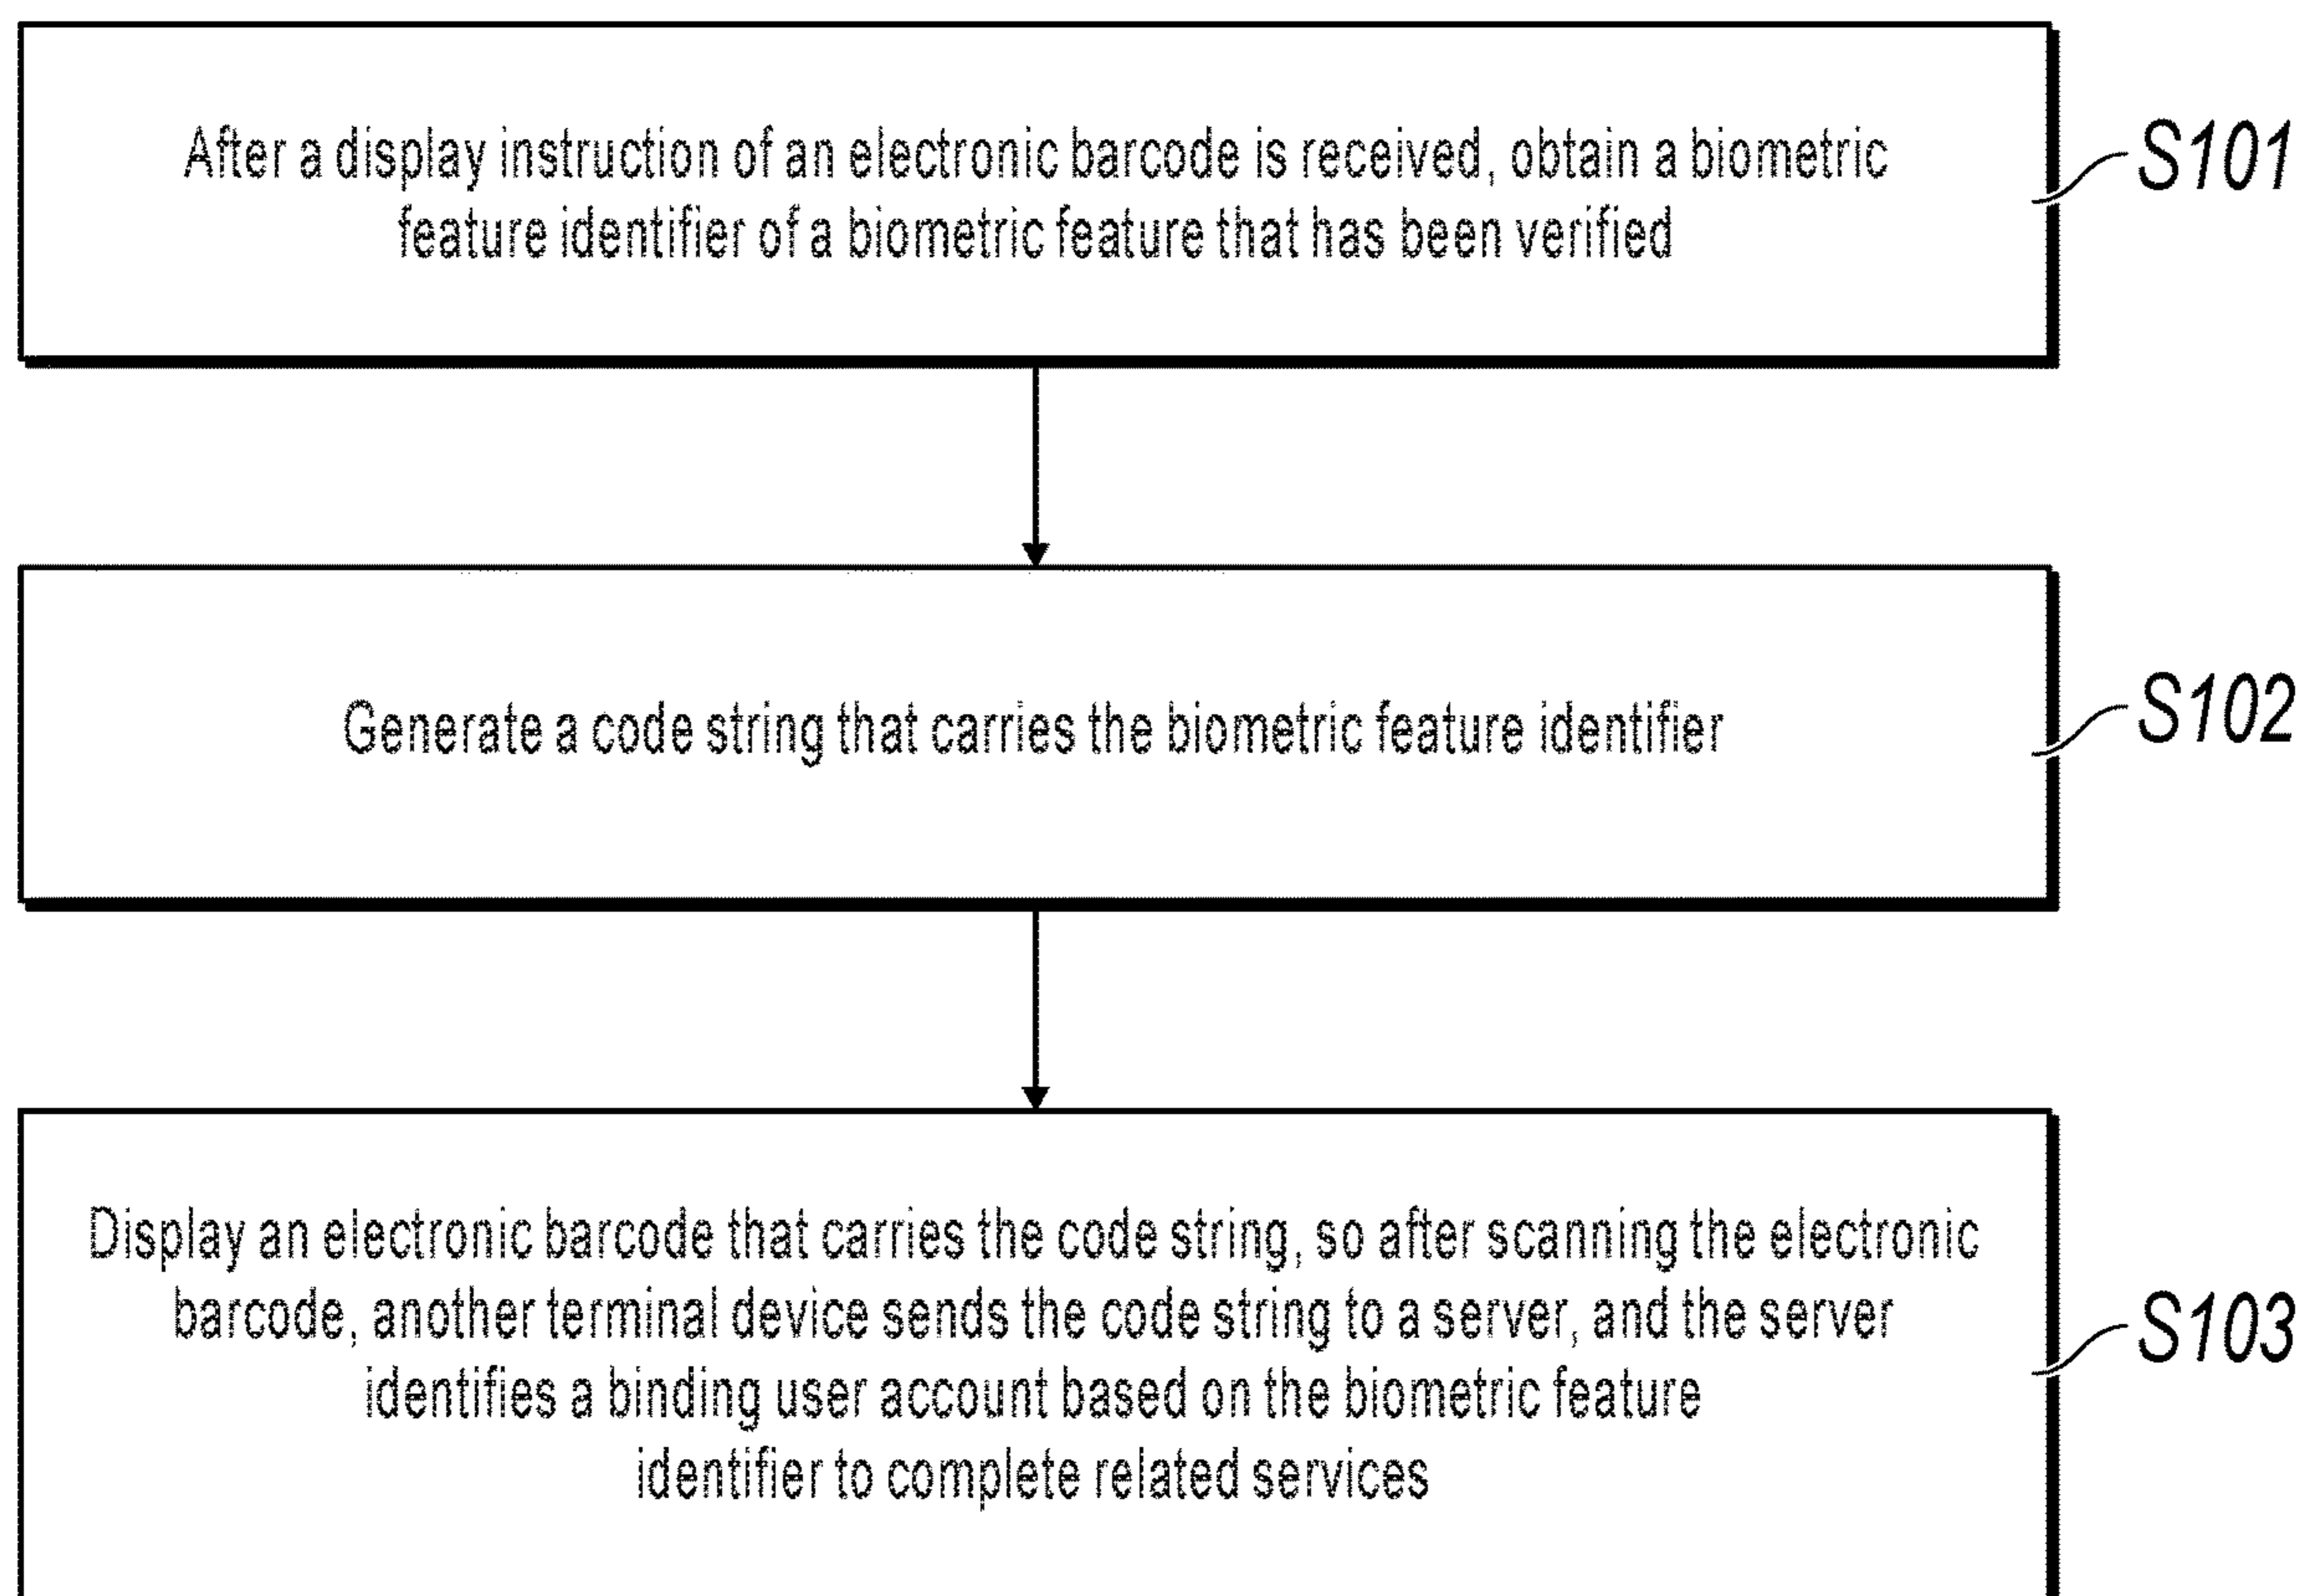 After a display instruction of an electronic barcode is received, obtain a biometric
feature identifier of a biometric feature that has been verified
S101
Generate a code string that carries the biometric feature identifier
S102
Display an electronic barcode that carries the code string, so after scanning the electronic
barcode, another terminal device sends the code string to a server, and the server
identifies a binding user account based on the biometric feature
identifier to complete related services
S103